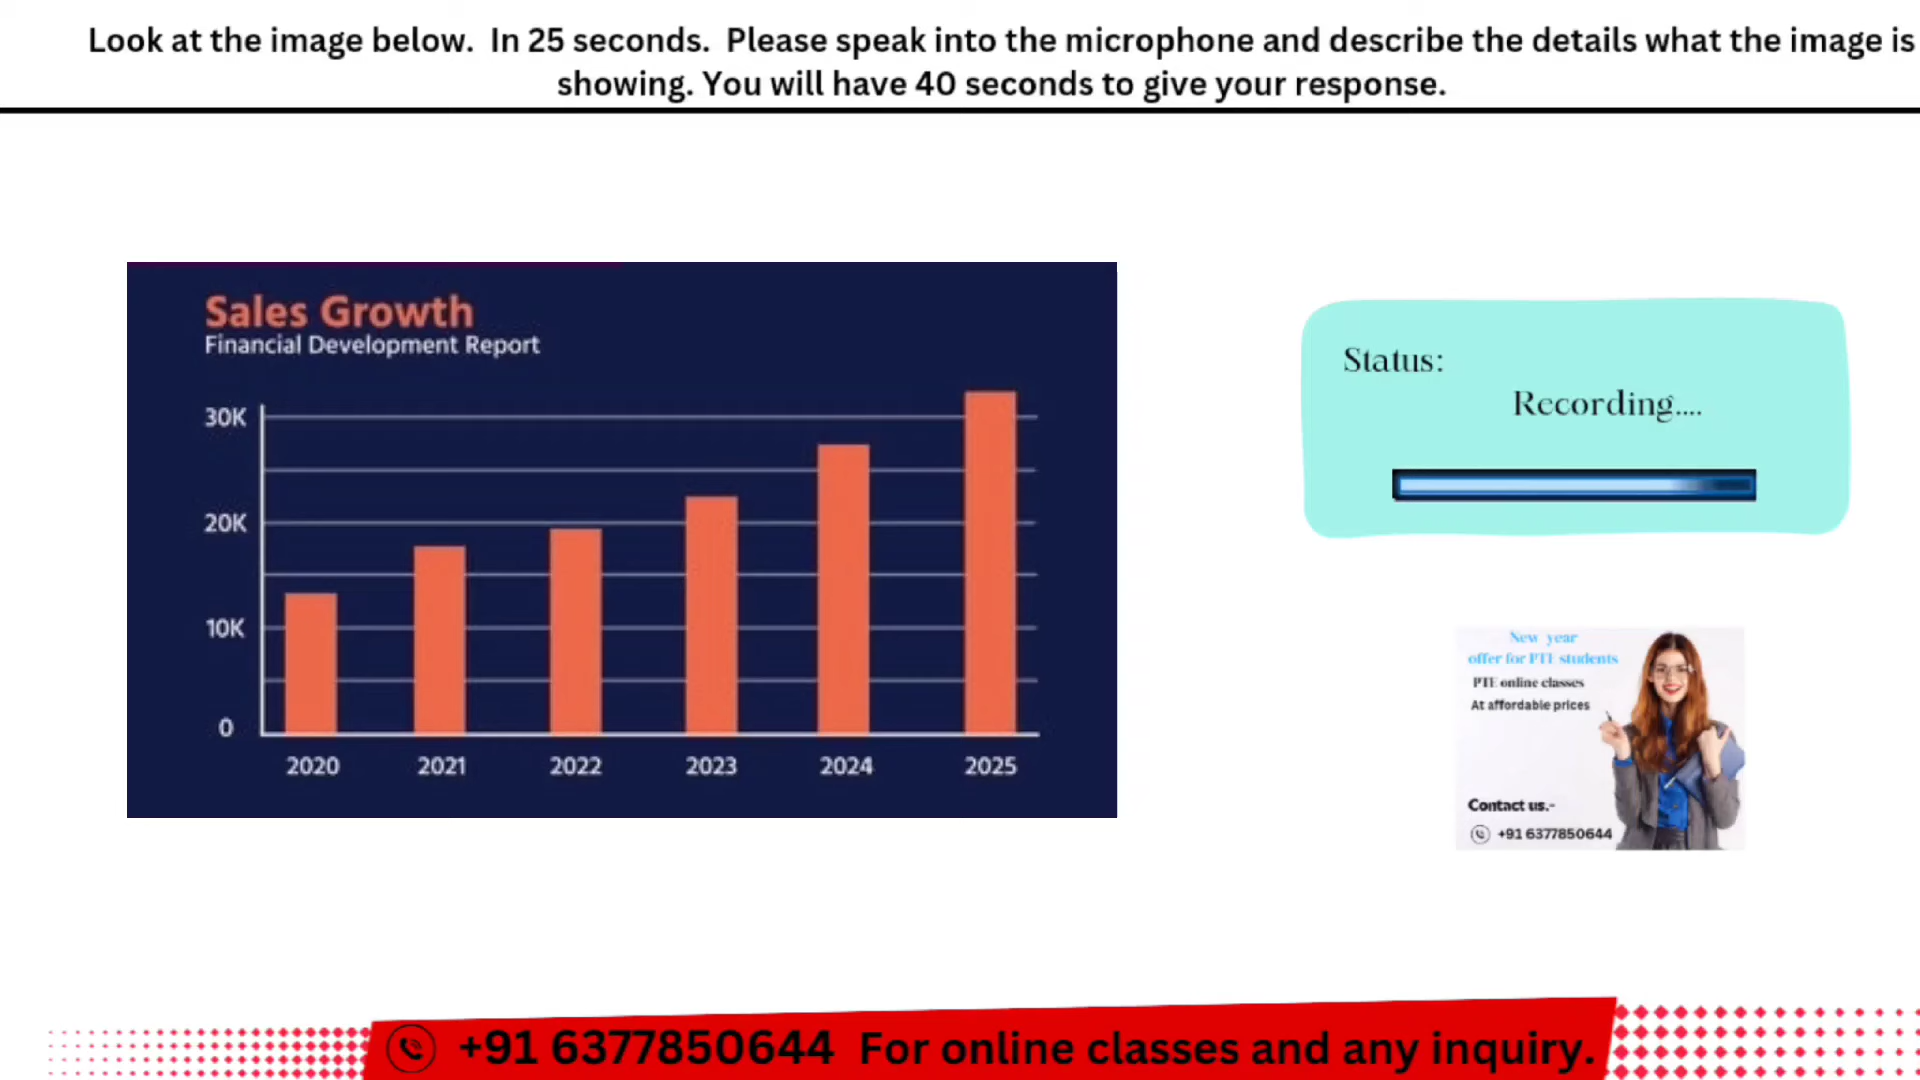 Look at the image below. In 25 seconds. Please speak into the microphone and describe the details what the image is
showing. You will have 40 seconds to give your response.
Sales Growth
Financial Development Report
30K
20K
10K
0
2020 2021 2022 2023 2024 2025
Status:
Recording....
New year
offer for PTE students
PTE online classes
At affordable prices
Contact us.-
+91 6377850644
+91 6377850644 For online classes and any inquiry.